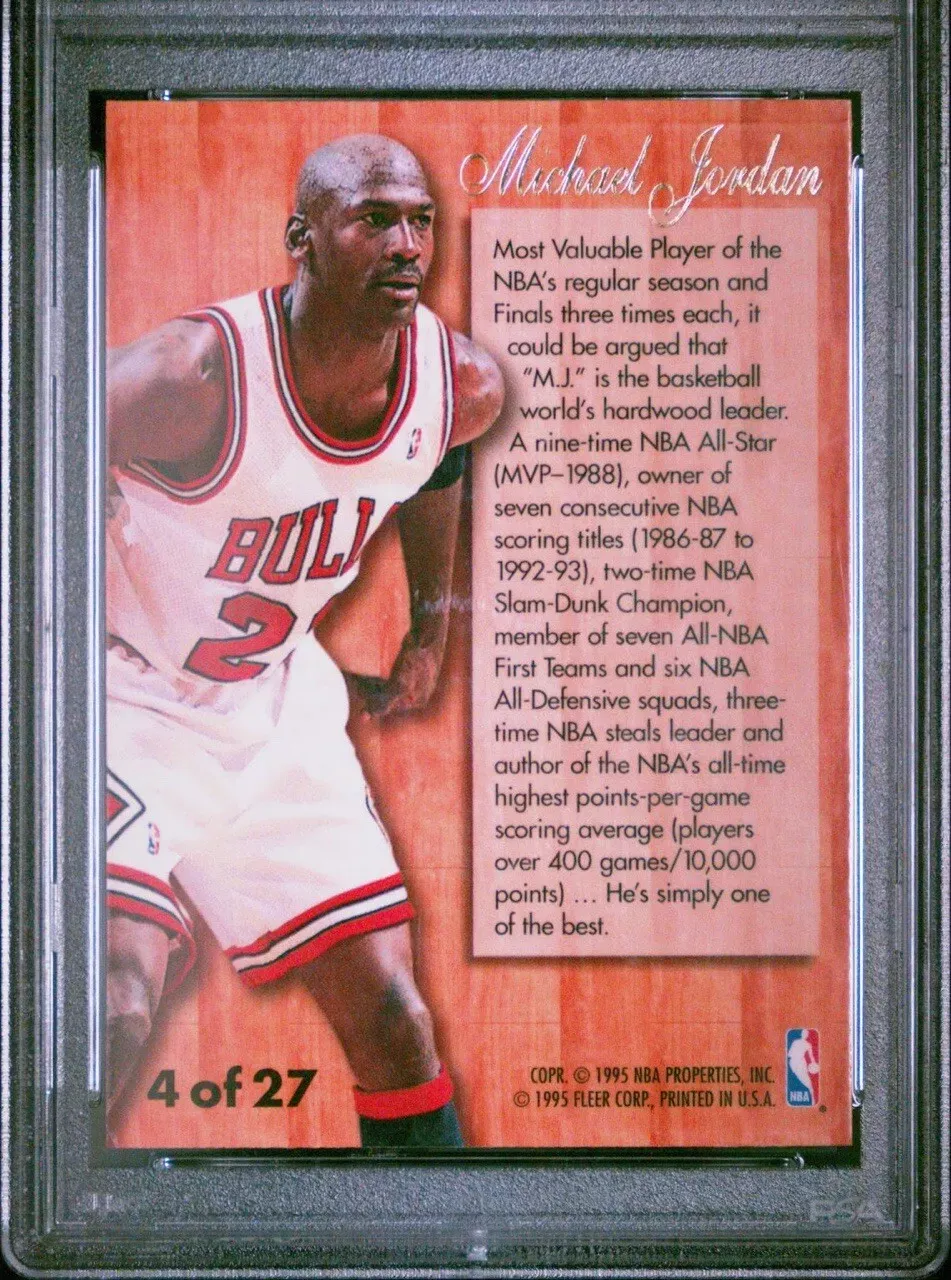 Michael Jordan
Most Valuable Player of the
NBA's regular season and
Finals three times each, it
could be argued that
"M.J." is the basketball
world's hardwood leader.
A nine-time NBA All-Star
(MVP–1988), owner of
seven consecutive NBA
scoring titles (1986-87 to
1992-93), two-time NBA
Slam-Dunk Champion,
member of seven All-NBA
First Teams and six NBA
All-Defensive squads, three-
time NBA steals leader and
author of the NBA's all-time
highest points-per-game
scoring average (players
over 400 games/10,000
points) ... He's simply one
of the best.
BULL
2
4 of 27
COPR. © 1995 NBA PROPERTIES, INC.
© 1995 FLEER CORP., PRINTED IN U.S.A.
NBA
PSA